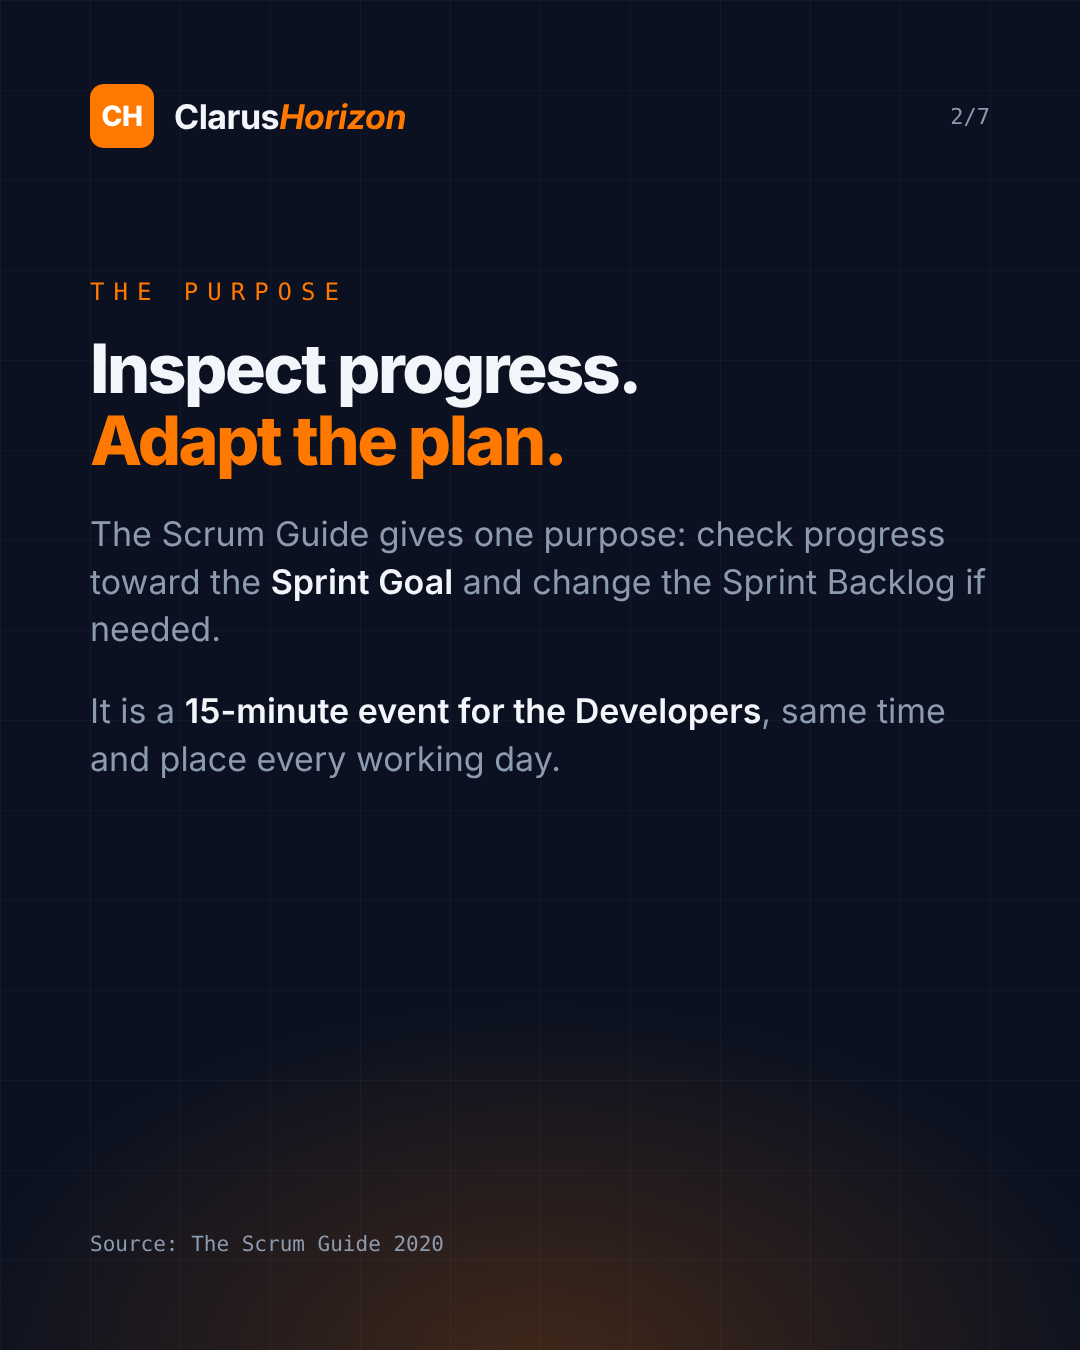 CH
ClarusHorizon
2/7
THE PURPOSE
Inspect progress.
Adapt the plan.
The Scrum Guide gives one purpose: check progress
toward the Sprint Goal and change the Sprint Backlog if
needed.
It is a 15-minute event for the Developers, same time
and place every working day.
Source: The Scrum Guide 2020